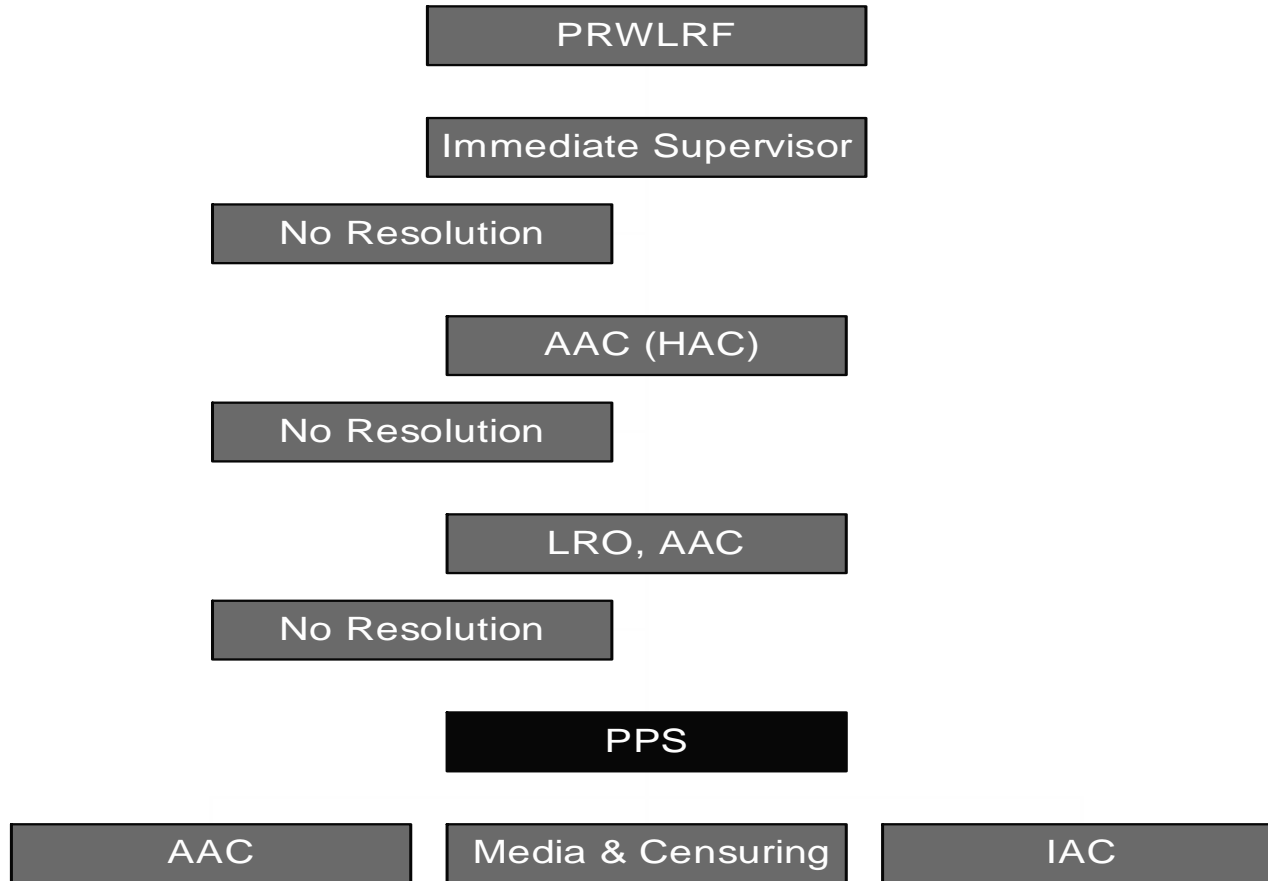 PRWLRF
Immediate Supervisor
No Resolution
AAC (HAC)
No Resolution
LRO, AAC
No Resolution
PPS
AAC
Media & Censuring
IAC